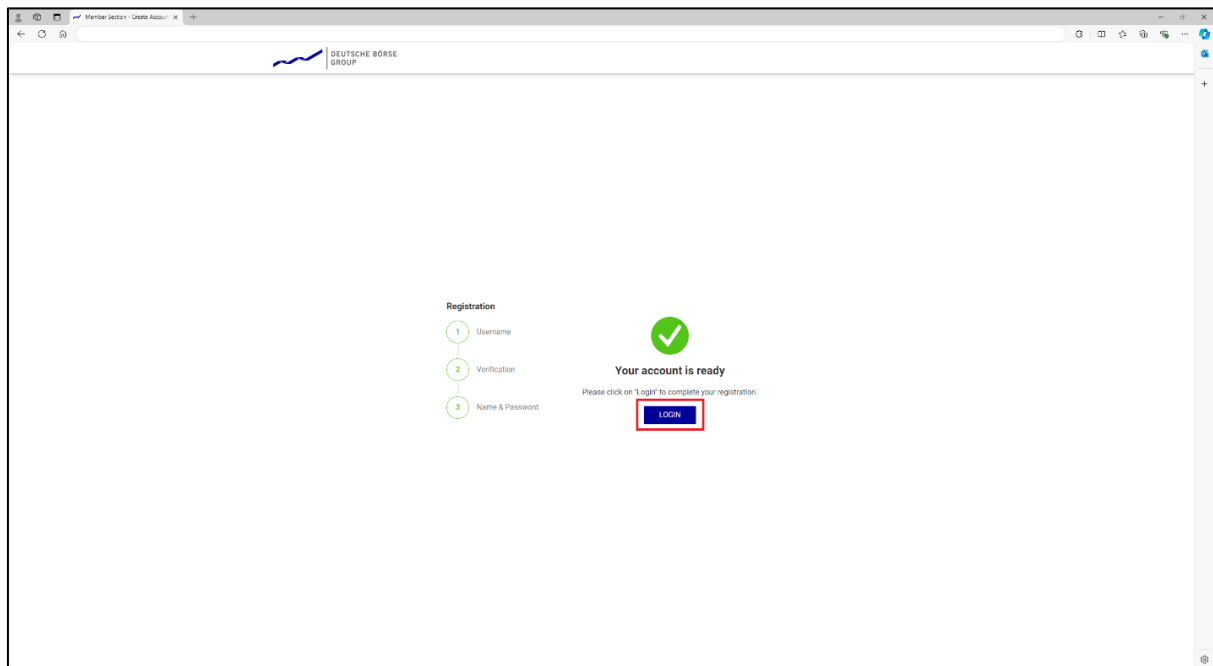 Member Section - Create Accoun
DEUTSCHE BÖRSE
GROUP
Registration
1 Username
2 Verification
3 Name & Password
Your account is ready
Please click on "Login" to complete your registration.
LOGIN